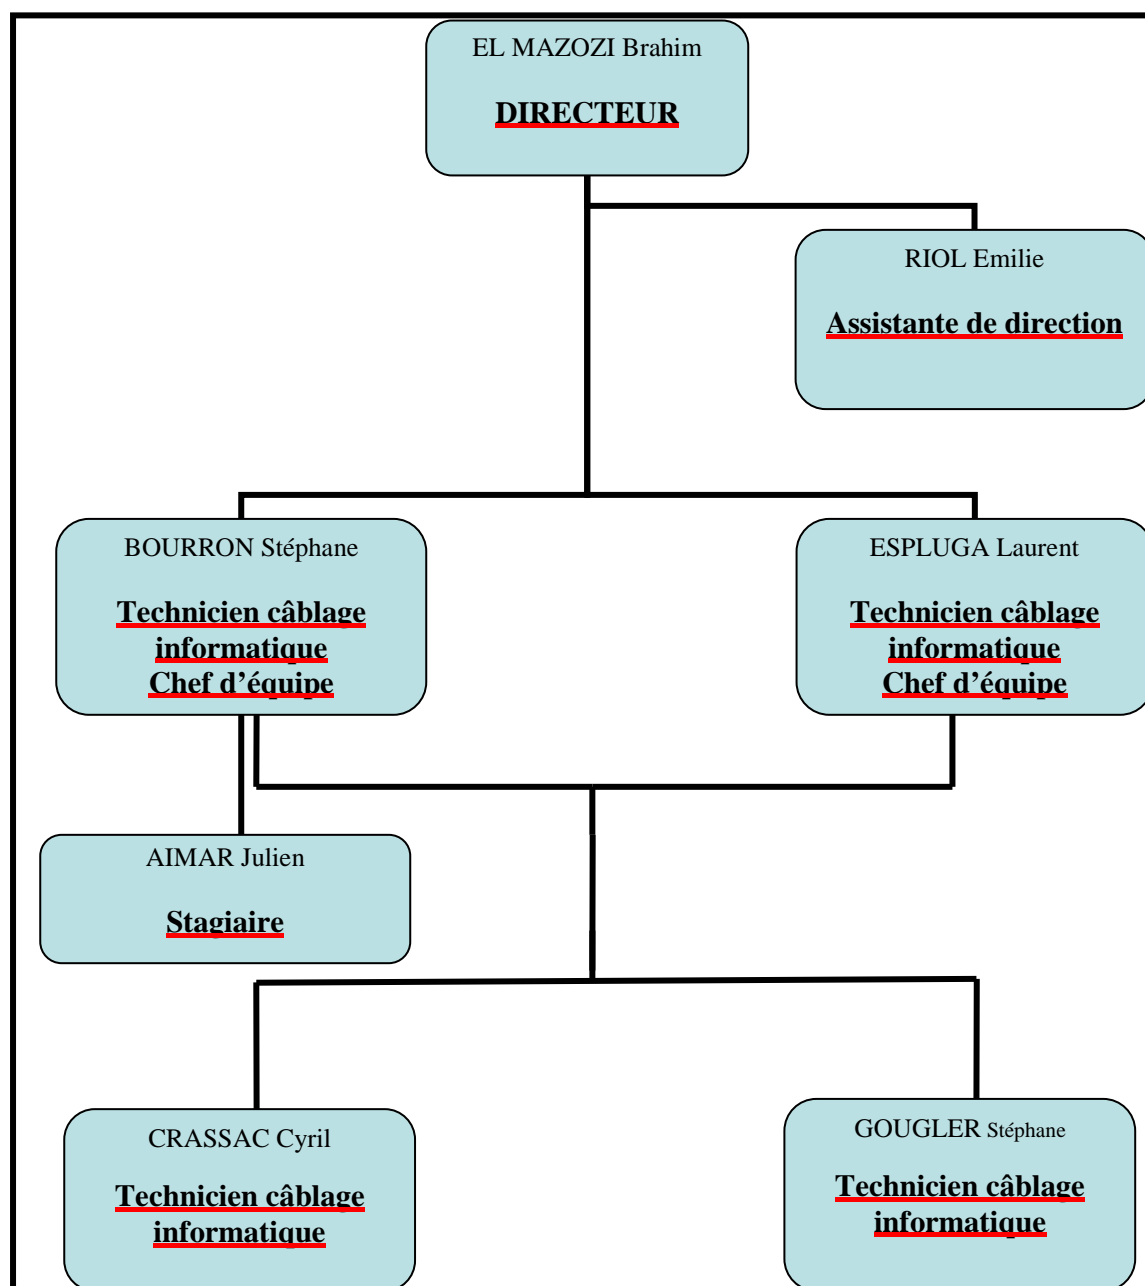 EL MAZOZI Brahim
DIRECTEUR
RIOL Emilie
Assistante de direction
BOURRON Stéphane
Technicien câblage
informatique
Chef d’équipe
ESPLUGA Laurent
Technicien câblage
informatique
Chef d’équipe
AIMAR Julien
Stagiaire
CRASSAC Cyril
Technicien câblage
informatique
GOUGLER Stéphane
Technicien câblage
informatique